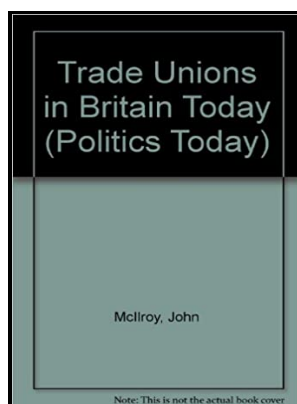 Trade Unions
in Britain Today
(Politics Today)
McIlroy, John
Note: This is not the actual book cover